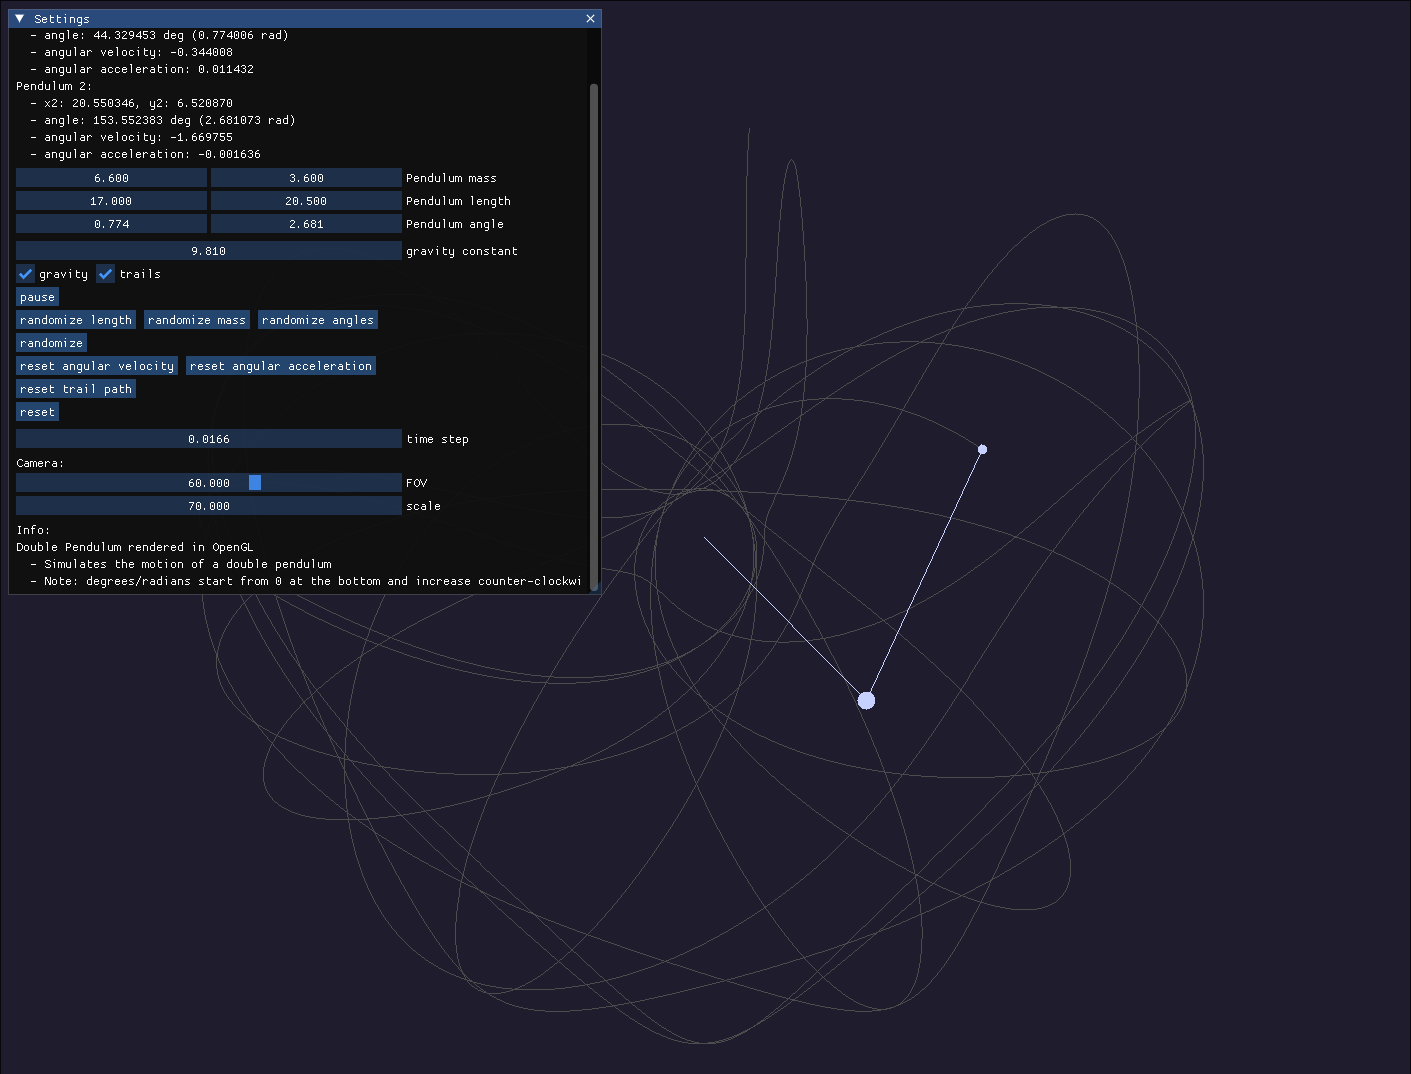 Settings
- angle: 44.329453 deg (0.774006 rad)
- angular velocity: -0.344008
- angular acceleration: 0.011432
Pendulum 2:
- x2: 20.550346, y2: 6.520870
- angle: 153.552383 deg (2.681073 rad)
- angular velocity: -1.669755
- angular acceleration: -0.001636
6.600 3.600 Pendulum mass
17.000 20.500 Pendulum length
0.774 2.681 Pendulum angle
9.810 gravity constant
gravity trails
pause
randomize length randomize mass randomize angles
randomize
reset angular velocity reset angular acceleration
reset trail path
reset
0.0166 time step
Camera:
60.000 FOV
70.000 scale
Info:
Double Pendulum rendered in OpenGL
- Simulates the motion of a double pendulum
- Note: degrees/radians start from 0 at the bottom and increase counter-clockwi